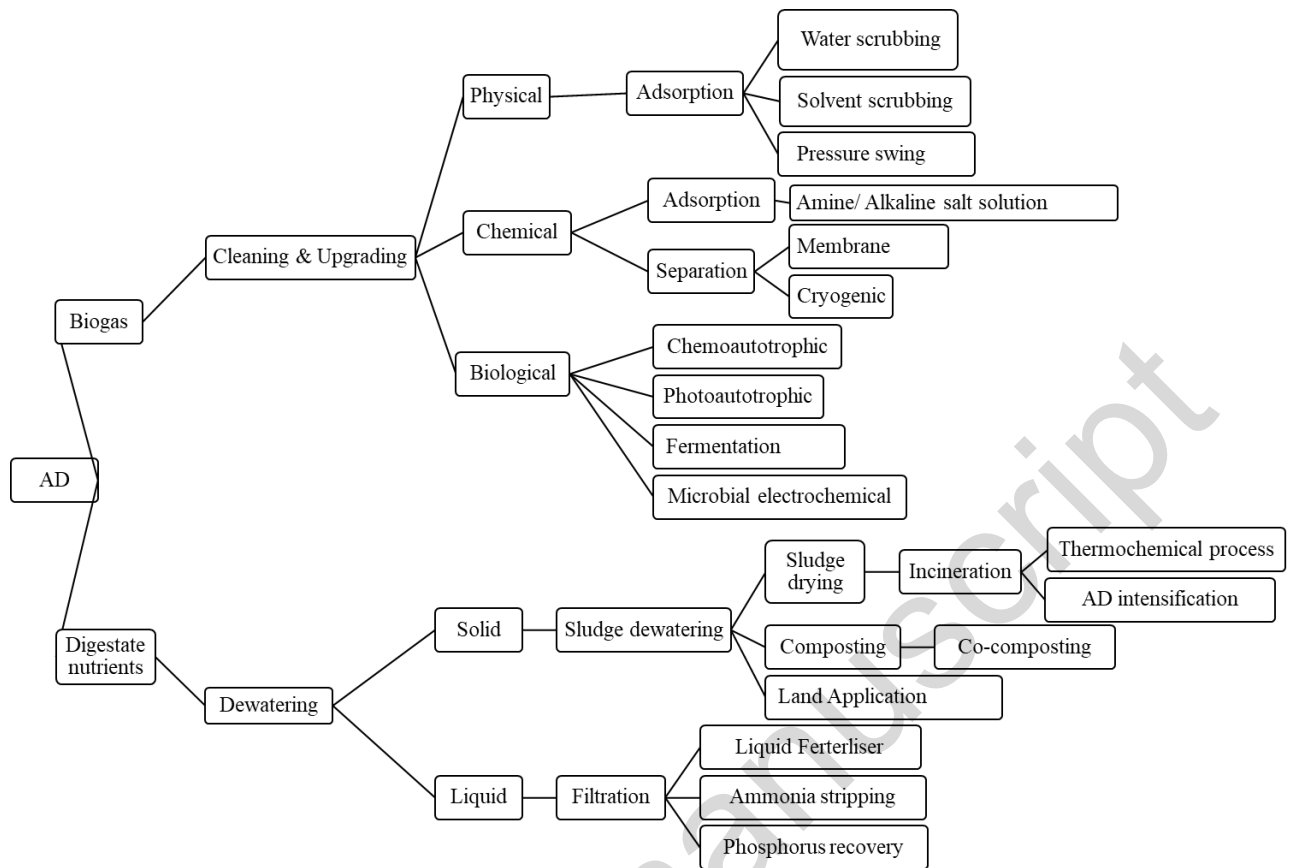 Water scrubbing
Physical
Adsorption
Solvent scrubbing
Pressure swing
Chemical
Adsorption
Amine/ Alkaline salt solution
Separation
Membrane
Cryogenic
Cleaning & Upgrading
Biogas
Biological
Chemoautotrophic
Photoautotrophic
Fermentation
Microbial electrochemical
AD
Digestate
nutrients
Dewatering
Solid
Sludge dewatering
Sludge
drying
Incineration
Thermochemical process
AD intensification
Composting
Co-composting
Land Application
Liquid
Filtration
Liquid Ferterliser
Ammonia stripping
Phosphorus recovery